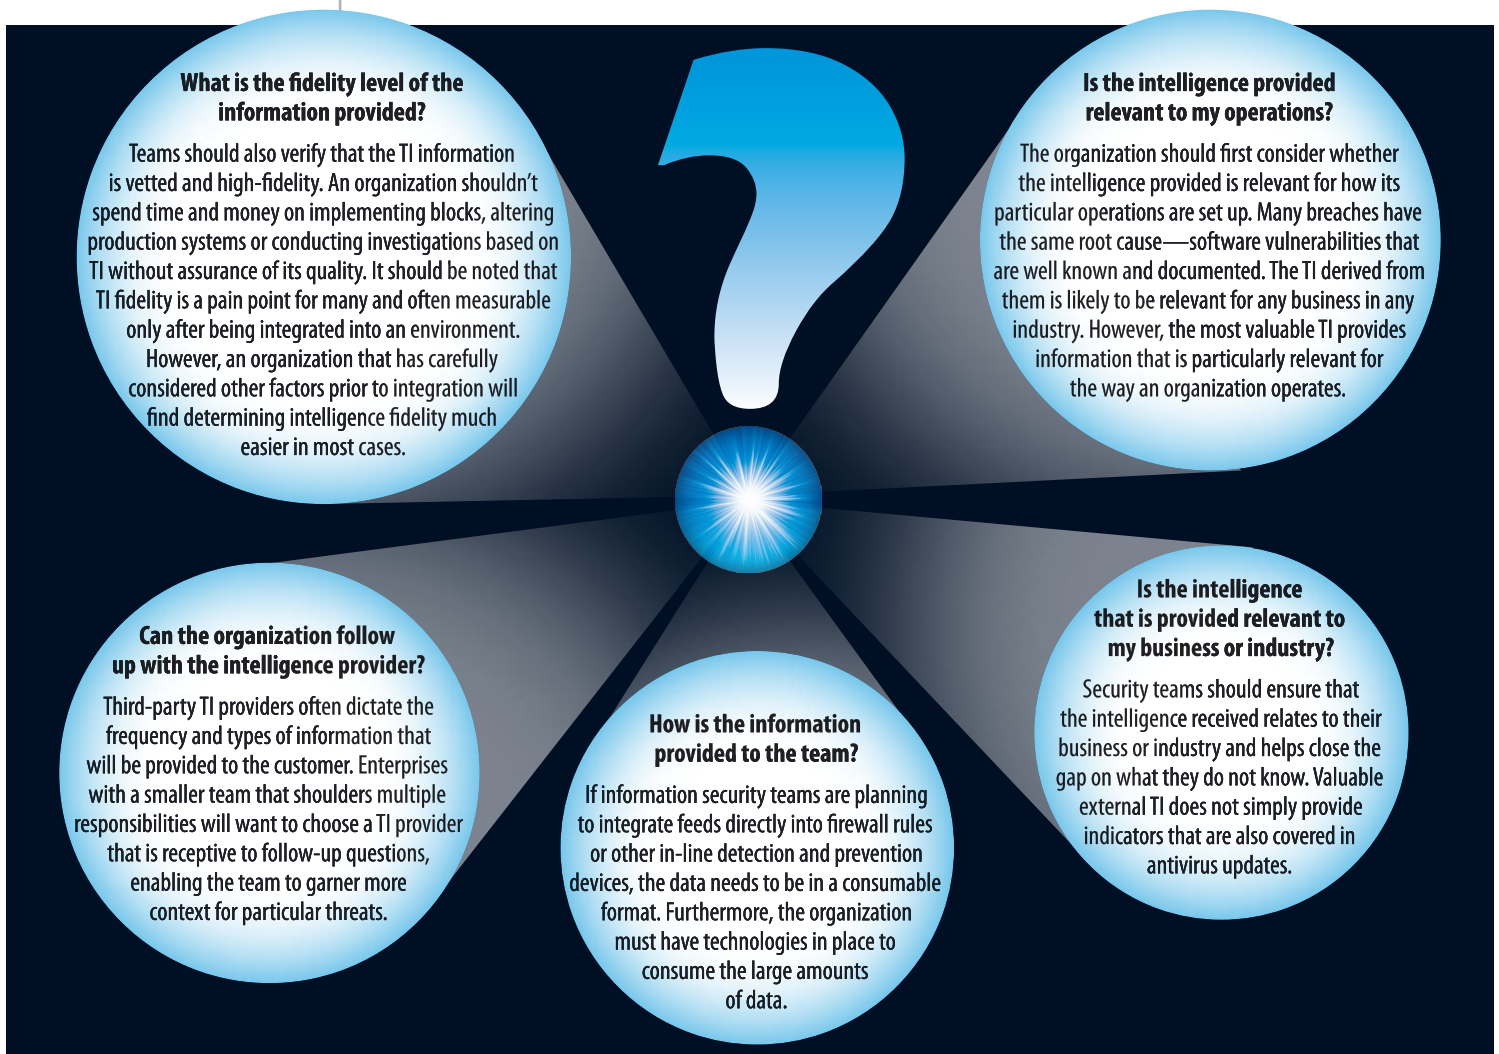 What is the fidelity level of the
information provided?
Teams should also verify that the TI information
is vetted and high-fidelity. An organization shouldn’t
spend time and money on implementing blocks, altering
production systems or conducting investigations based on
TI without assurance of its quality. It should be noted that
TI fidelity is a pain point for many and often measurable
only after being integrated into an environment.
However, an organization that has carefully
considered other factors prior to integration will
find determining intelligence fidelity much
easier in most cases.
?
Is the intelligence provided
relevant to my operations?
The organization should first consider whether
the intelligence provided is relevant for how its
particular operations are set up. Many breaches have
the same root cause—software vulnerabilities that
are well known and documented. The TI derived from
them is likely to be relevant for any business in any
industry. However, the most valuable TI provides
information that is particularly relevant for
the way an organization operates.
Can the organization follow
up with the intelligence provider?
Third-party TI providers often dictate the
frequency and types of information that
will be provided to the customer. Enterprises
with a smaller team that shoulders multiple
responsibilities will want to choose a TI provider
that is receptive to follow-up questions,
enabling the team to garner more
context for particular threats.
How is the information
provided to the team?
If information security teams are planning
to integrate feeds directly into firewall rules
or other in-line detection and prevention
devices, the data needs to be in a consumable
format. Furthermore, the organization
must have technologies in place to
consume the large amounts
of data.
Is the intelligence
that is provided relevant to
my business or industry?
Security teams should ensure that
the intelligence received relates to their
business or industry and helps close the
gap on what they do not know. Valuable
external TI does not simply provide
indicators that are also covered in
antivirus updates.